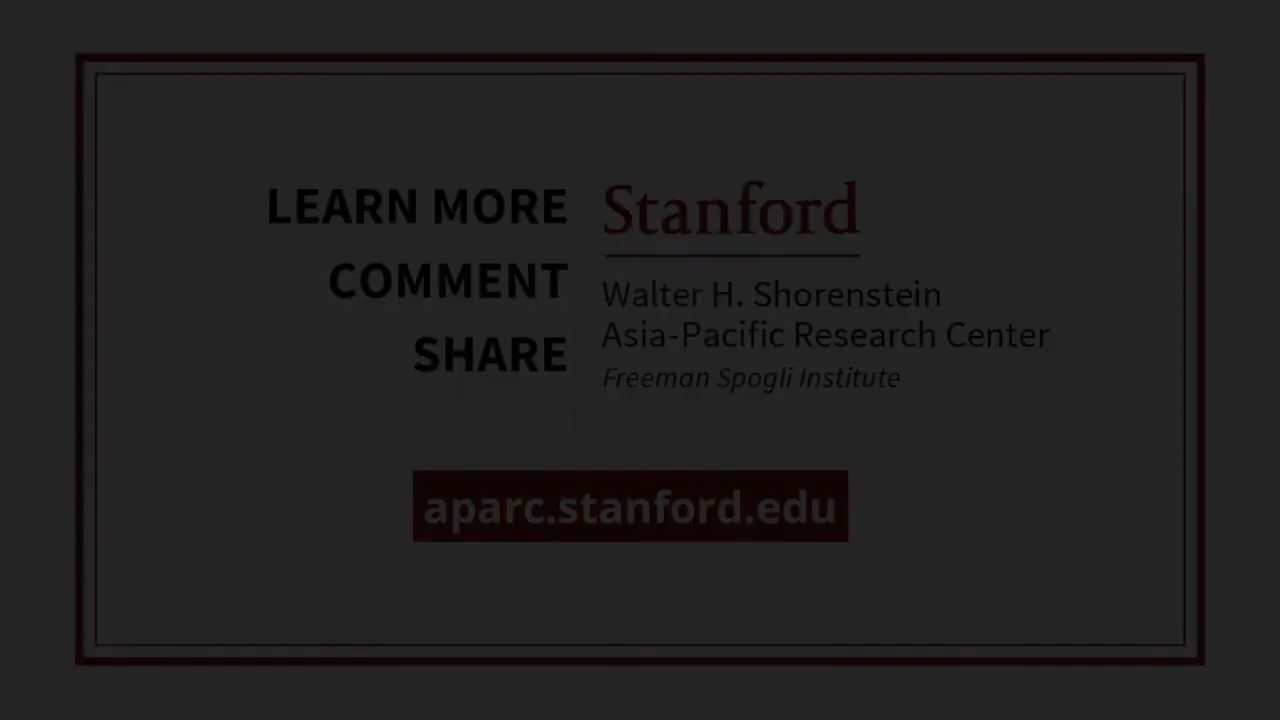 LEARN MORE
COMMENT
SHARE
Stanford
Walter H. Shorenstein
Asia-Pacific Research Center
Freeman Spogli Institute
aparc.stanford.edu